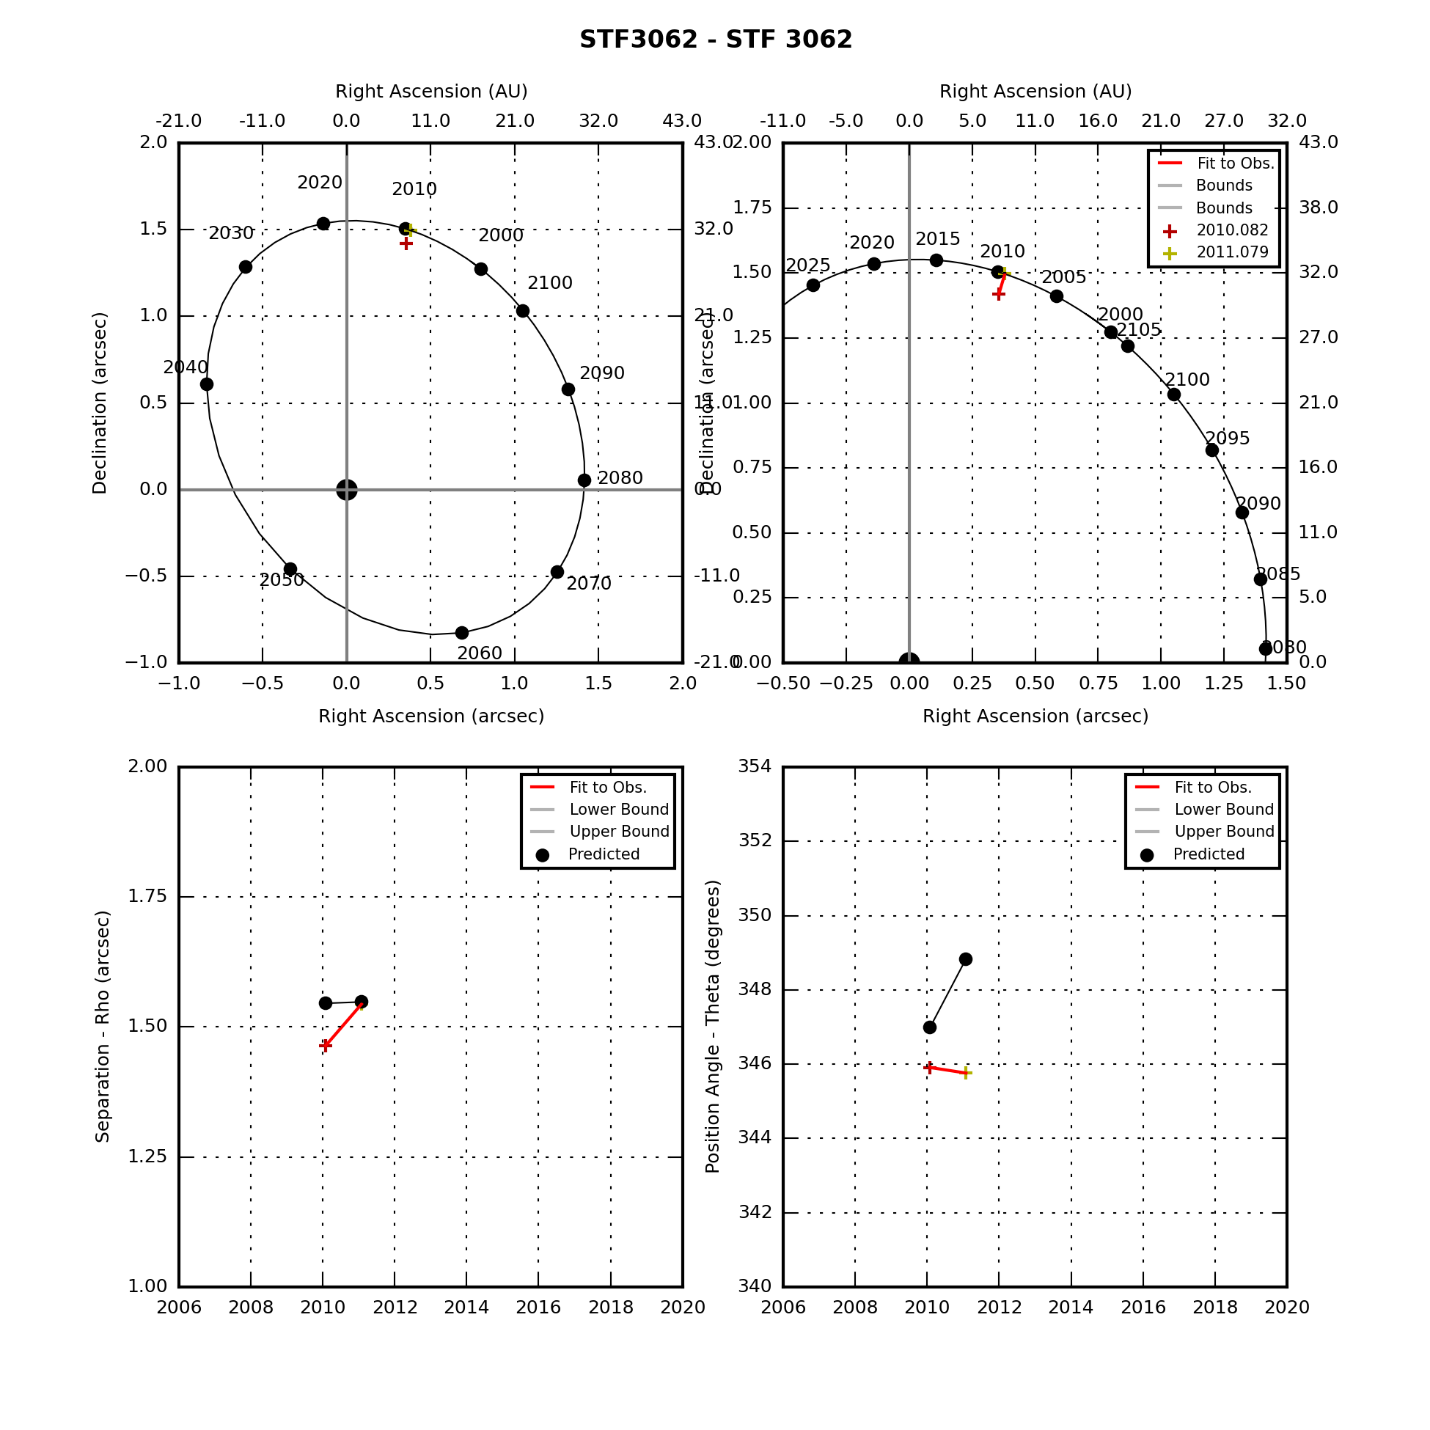 STF3062 - STF 3062
Right Ascension (AU)
-21.0 -11.0 0.0 11.0 21.0 32.0 43.0
2.0 1.5 1.0 0.5 0.0 −0.5 −1.0
Declination (arcsec)
43.0 32.0 21.0 11.0 0.0 -11.0 -21.0
2020 2010
2030 2000
2100
2040 2090
2080
2050 2070
2060
−1.0 −0.5 0.0 0.5 1.0 1.5 2.0
Right Ascension (arcsec)
Right Ascension (AU)
-11.0 -5.0 0.0 5.0 11.0 16.0 21.0 27.0 32.0
2.00 1.75 1.50 1.25 1.00 0.75 0.50 0.25 0.00
Declination (arcsec)
43.0 38.0 32.0 27.0 21.0 16.0 11.0 5.0 0.0
Fit to Obs.
Bounds
Bounds
2010.082
2011.079
2025 2020 2015 2010
2005
2000
2105
2100
2095
2090
2085
2080
−0.50 −0.25 0.00 0.25 0.50 0.75 1.00 1.25 1.50
Right Ascension (arcsec)
2.00 1.75 1.50 1.25 1.00
Separation - Rho (arcsec)
Fit to Obs.
Lower Bound
Upper Bound
Predicted
2006 2008 2010 2012 2014 2016 2018 2020
354 352 350 348 346 344 342 340
Position Angle - Theta (degrees)
Fit to Obs.
Lower Bound
Upper Bound
Predicted
2006 2008 2010 2012 2014 2016 2018 2020